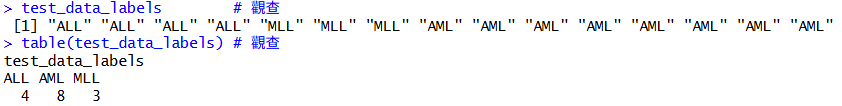 > test_data_labels # 觀查
[1] "ALL" "ALL" "ALL" "ALL" "MLL" "MLL" "MLL" "AML" "AML" "AML" "AML" "AML" "AML" "AML" "AML"
> table(test_data_labels) # 觀查
test_data_labels
ALL AML MLL
4 8 3